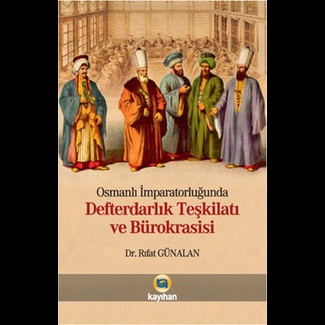 Osmanlı İmparatorluğunda
Defterdarlık Teşkilatı
ve Bürokrasisi
Dr. Rıfat GÜNALAN
kayıhan